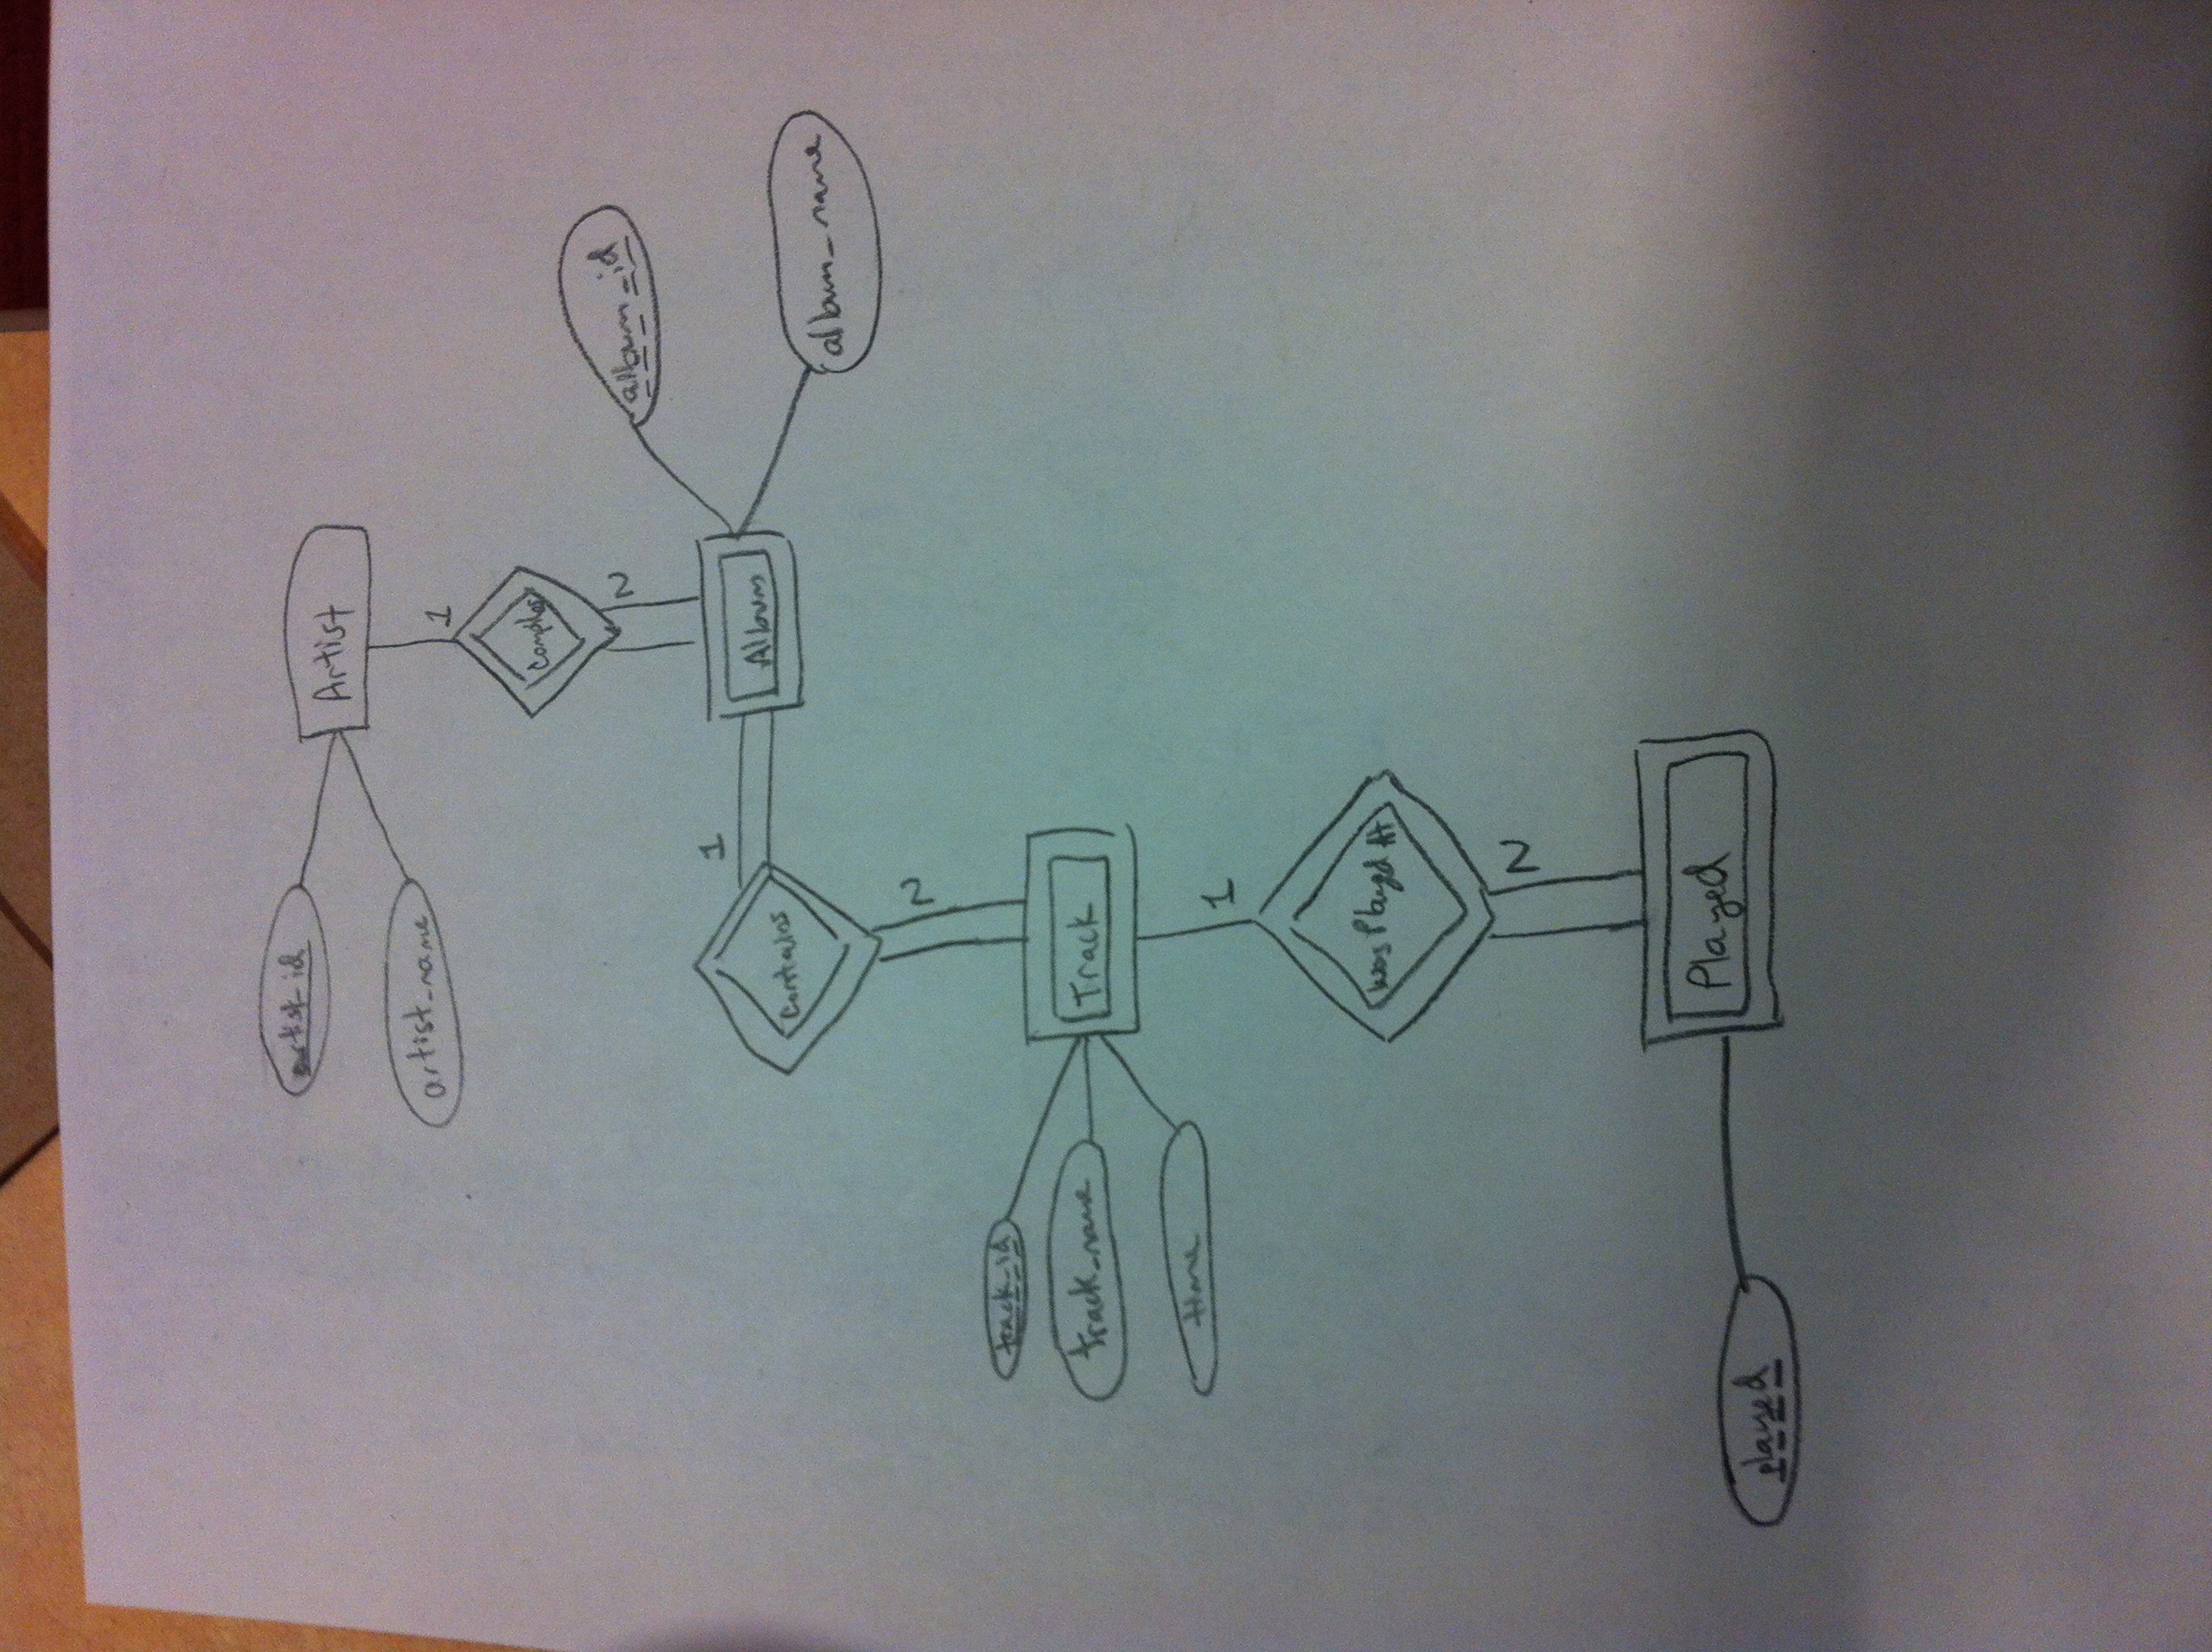 artist_id
Artist
artist_name
1
Compiles
N
album_id
1
Contains
Album
album_name
N
track_id
track_name
Track
time
1
Was Played At
N
Played
played